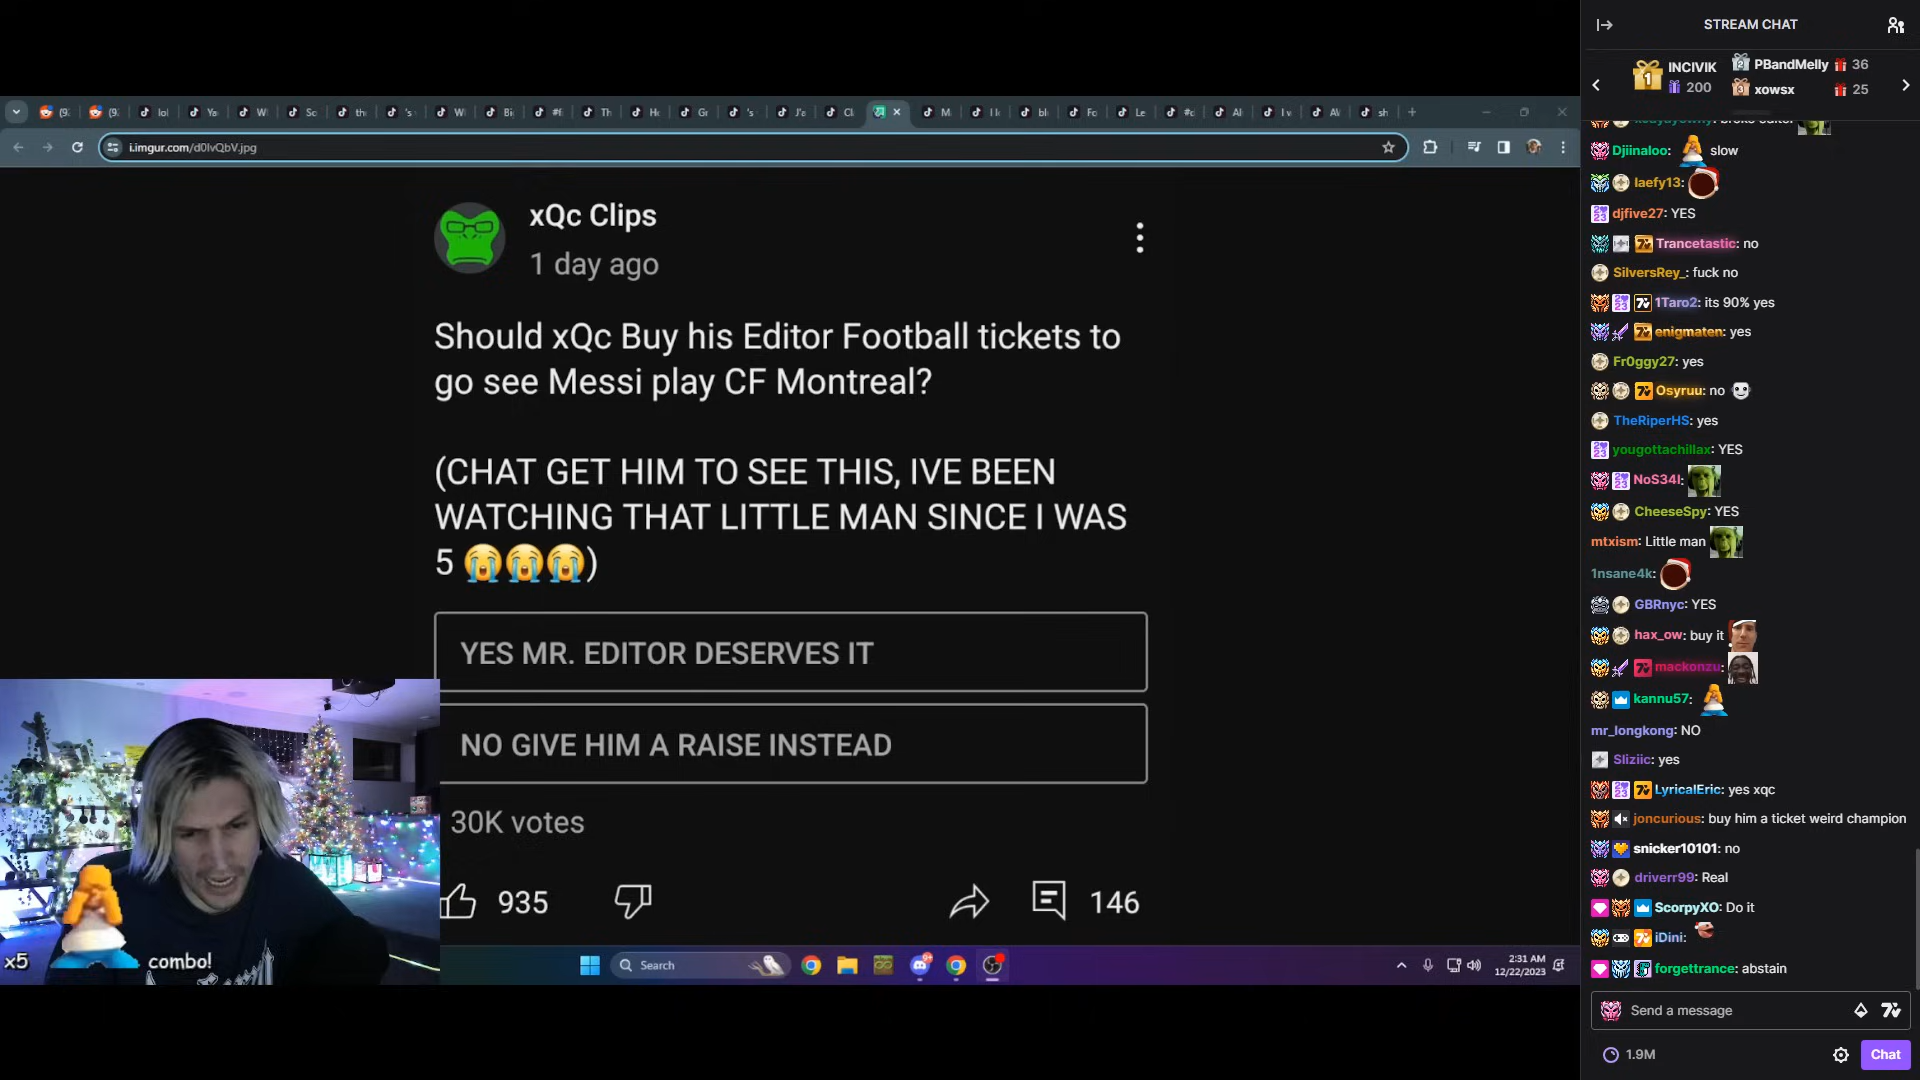 STREAM CHAT
INCIVIK
200
PBandMelly 36
xowsx 25
i.imgur.com/d0lvQbV.jpg
xQc Clips
1 day ago
Should xQc Buy his Editor Football tickets to
go see Messi play CF Montreal?
(CHAT GET HIM TO SEE THIS, IVE BEEN
WATCHING THAT LITTLE MAN SINCE I WAS
5 😭😭😭)
YES MR. EDITOR DESERVES IT
NO GIVE HIM A RAISE INSTEAD
30K votes
935
146
x5
combo!
Search
2:31 AM
12/22/2023
Djiinaloo: slow
laefy13:
djfive27: YES
Trancetastic: no
SilversRey_: fuck no
1Taro2: its 90% yes
enigmaten: yes
Fr0ggy27: yes
Osyruu: no
TheRiperHS: yes
yougottachillax: YES
NoS34I:
CheeseSpy: YES
mtxism: Little man
1nsane4k:
GBRnyc: YES
hax_ow: buy it
mackonzu:
kannu57:
mr_longkong: NO
Sliziic: yes
LyricalEric: yes xqc
joncurious: buy him a ticket weird champion
snicker10101: no
driverr99: Real
ScorpyXO: Do it
iDini:
forgettrance: abstain
Send a message
1.9M
Chat